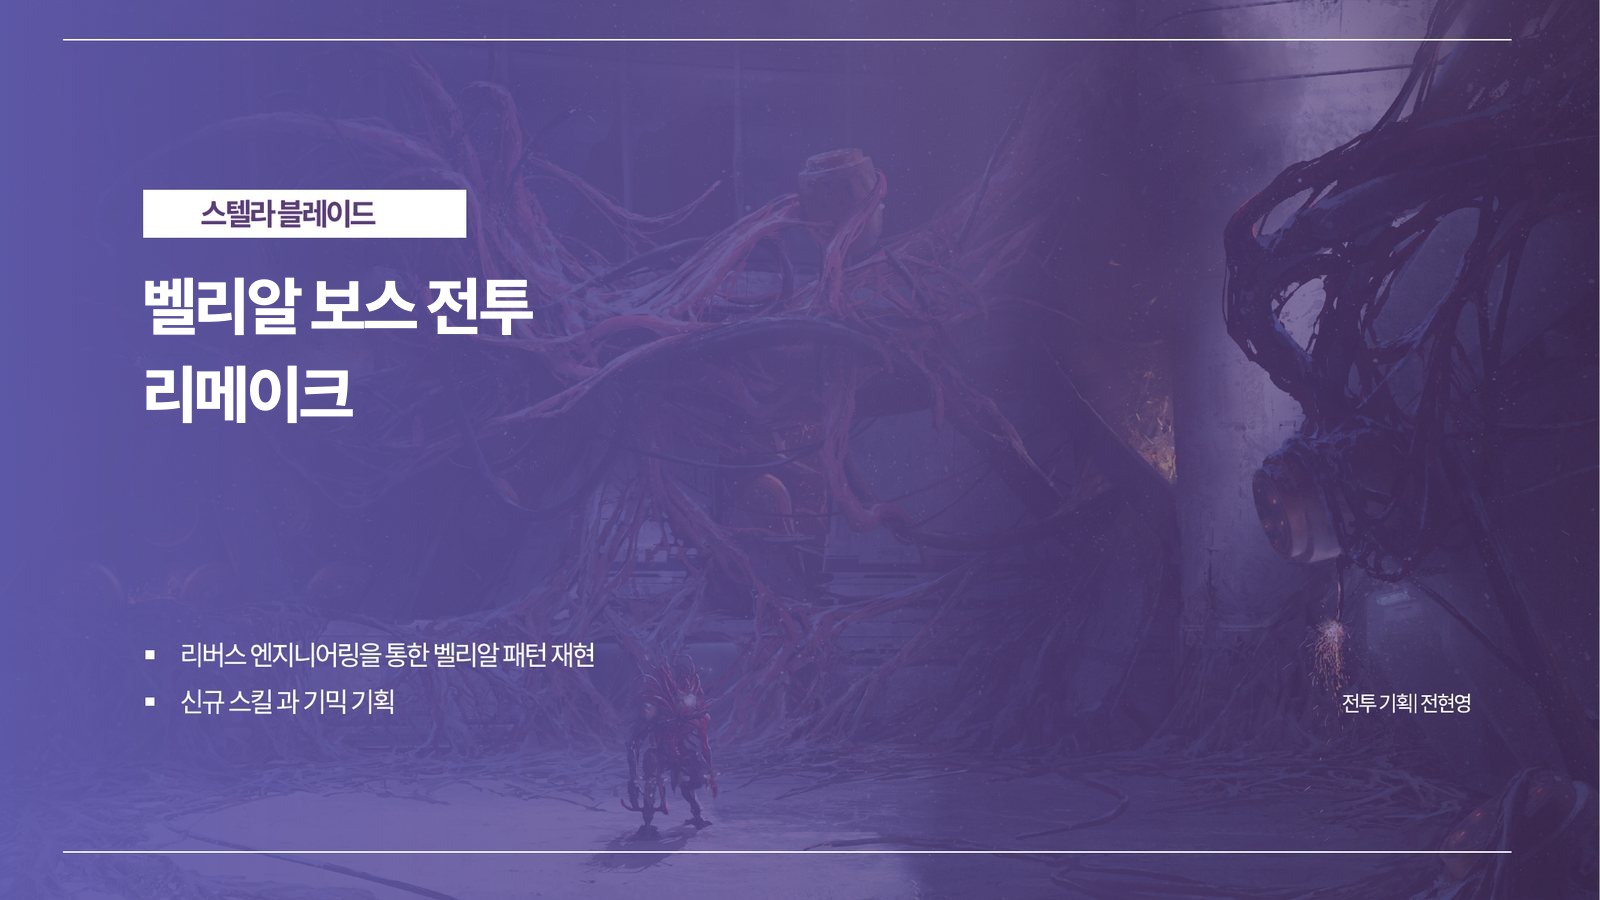 스텔라 블레이드
벨리알 보스 전투
리메이크
▪ 리버스 엔지니어링을 통한 벨리알 패턴 재현
▪ 신규 스킬 과 기믹 기획
전투 기획| 전현영